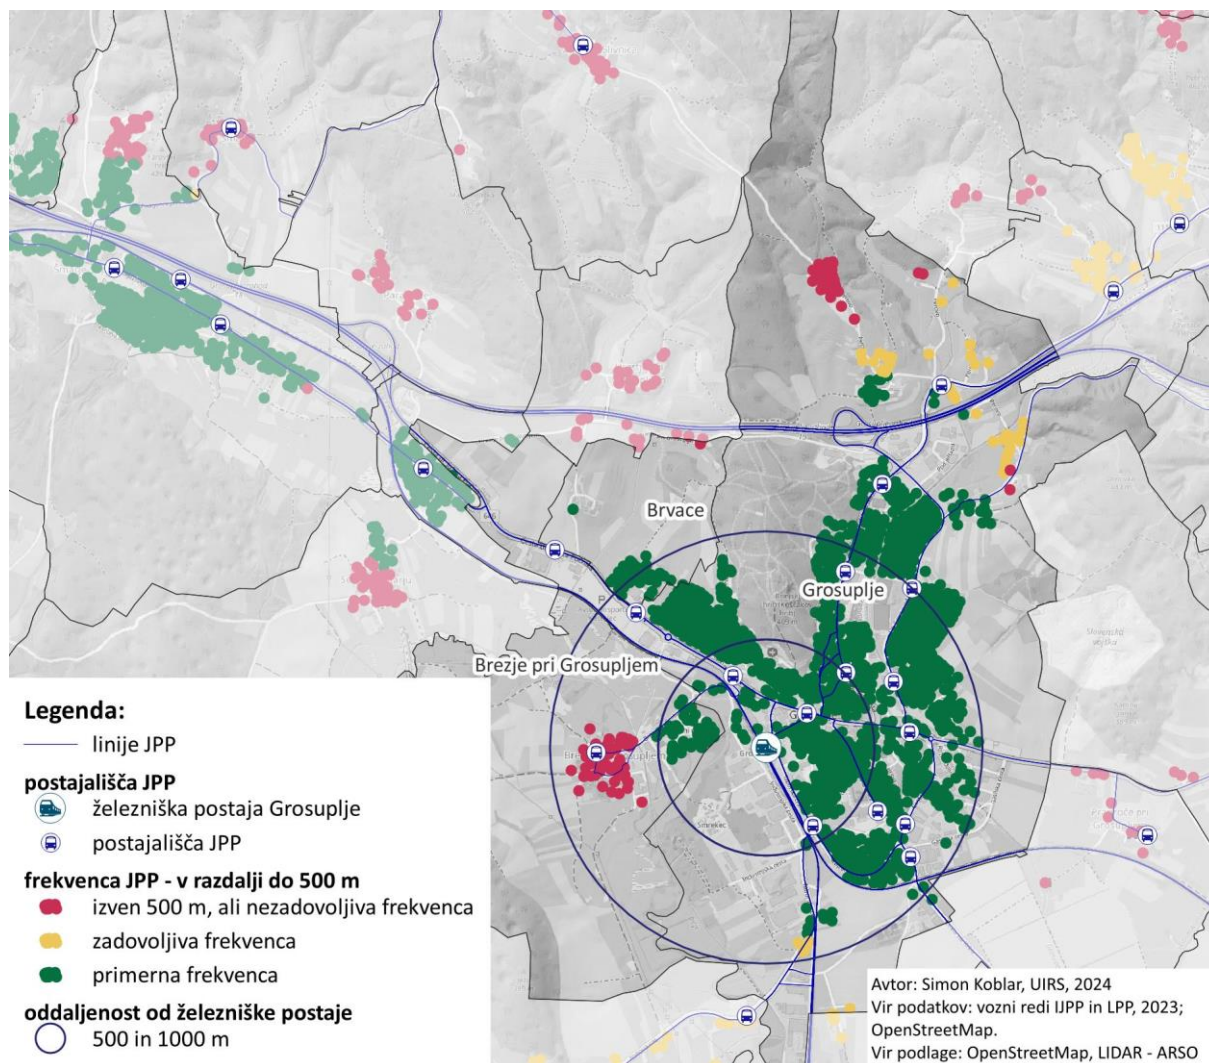 Brvace
Grosuplje
Brezje pri Grosupljem
Legenda:
linije JPP
postajališča JPP
železniška postaja Grosuplje
postajališča JPP
frekvenca JPP - v razdalji do 500 m
izven 500 m, ali nezadovoljiva frekvenca
zadovoljiva frekvenca
primerna frekvenca
oddaljenost od železniške postaje
500 in 1000 m
Avtor: Simon Koblar, UIRS, 2024
Vir podatkov: vozni redi IJPP in LPP, 2023;
OpenStreetMap.
Vir podlage: OpenStreetMap, LIDAR - ARSO